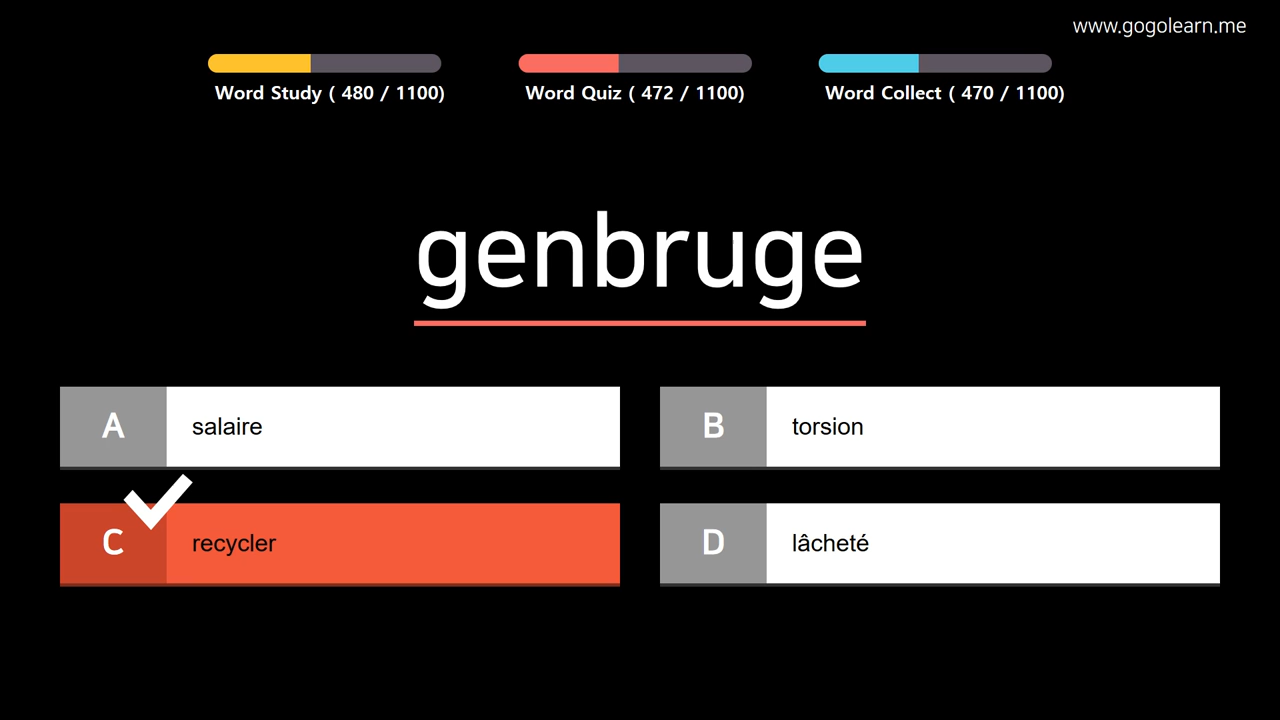 www.gogolearn.me
Word Study ( 480 / 1100)
Word Quiz ( 472 / 1100)
Word Collect ( 470 / 1100)
genbruge
A salaire
B torsion
C recycler
D lâcheté